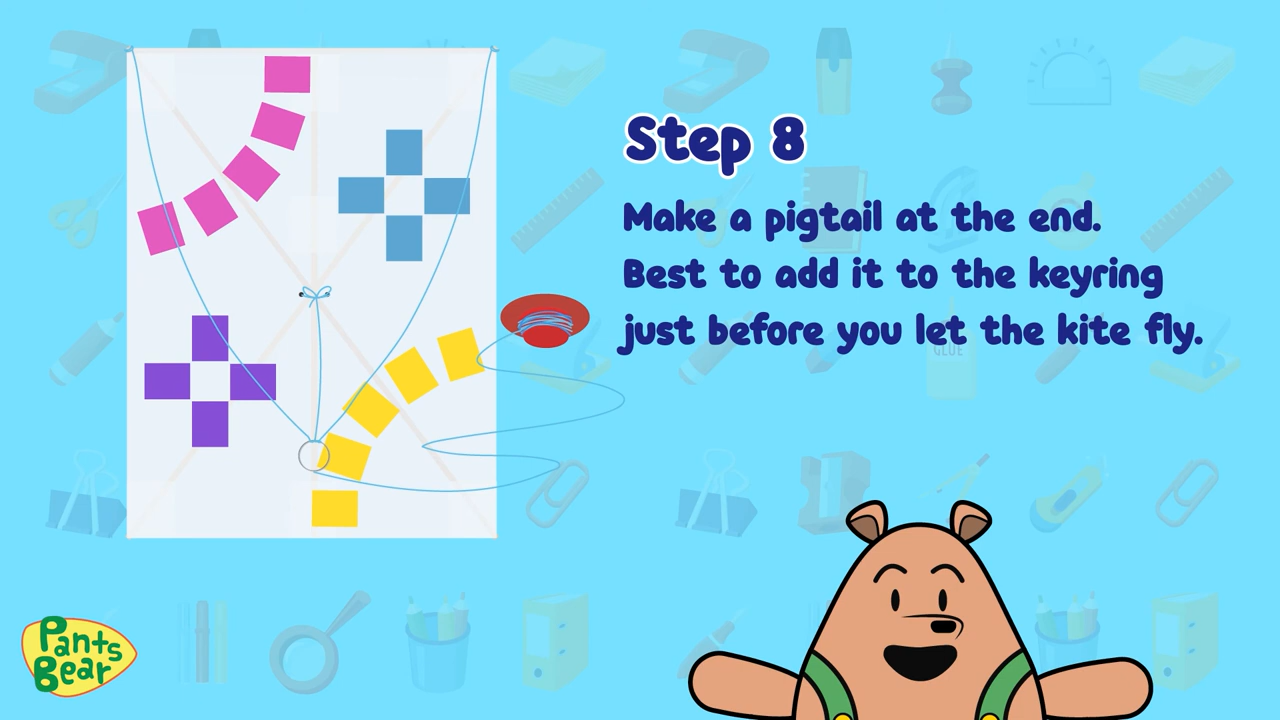 Step 8
Make a pigtail at the end.
Best to add it to the keyring
just before you let the kite fly.
GLUE
Pants
Bear